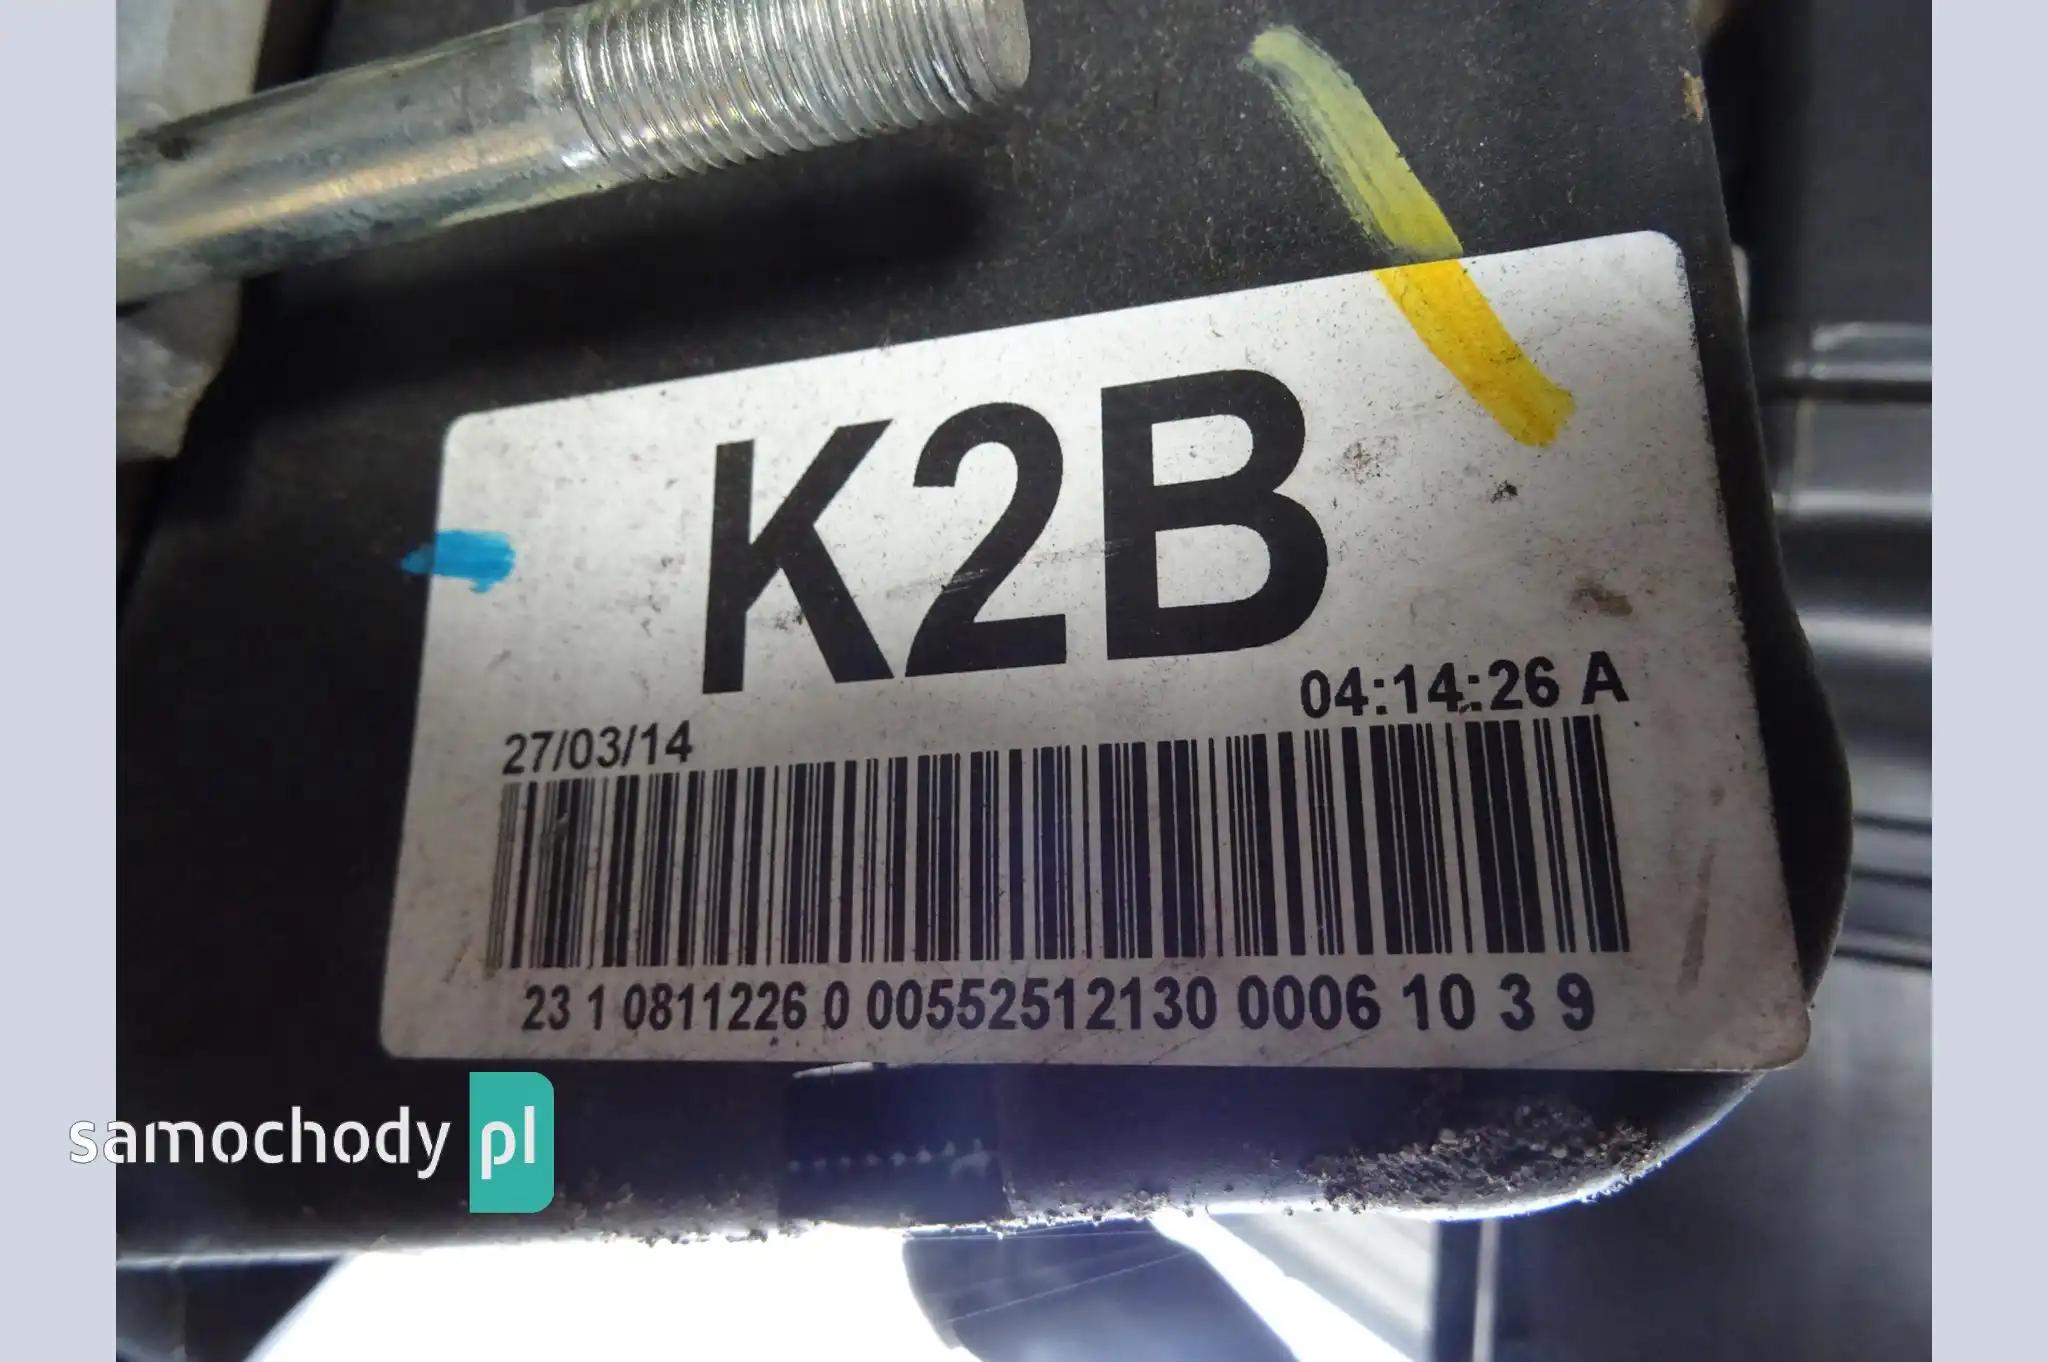 K2B
04:14:26 A
27/03/14
23 1 0811226 0 00552512130 0006 10 3 9
samochody pl